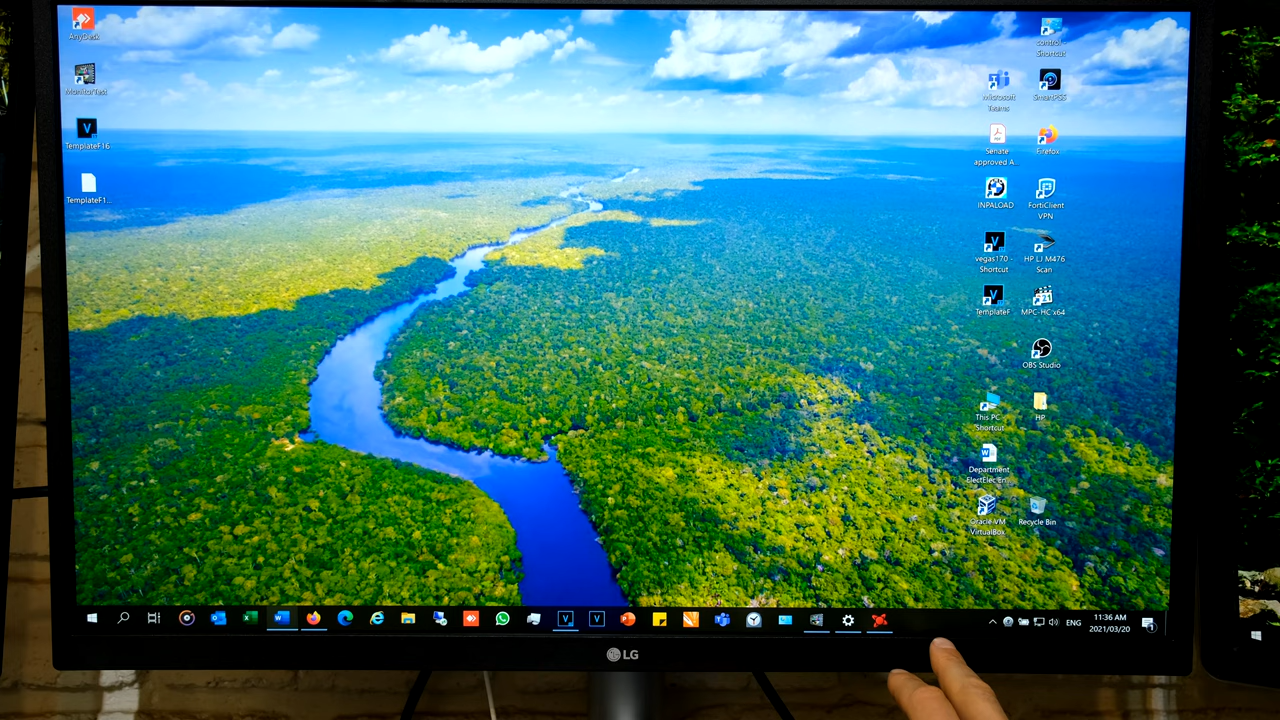 AnyDesk
MonitorTest
TemplateF16
TemplateF1...
control -
Shortcut
Microsoft
Teams
SmartPSS
Senate
approved A...
Firefox
INPALOAD
FortiClient
VPN
vegas170 -
Shortcut
HP LJ M476
Scan
TemplateF
MPC-HC x64
OBS Studio
This PC
Shortcut
HP
Department
ElectElec En...
Oracle VM
VirtualBox
Recycle Bin
ENG
11:36 AM
2021/03/20
1
LG